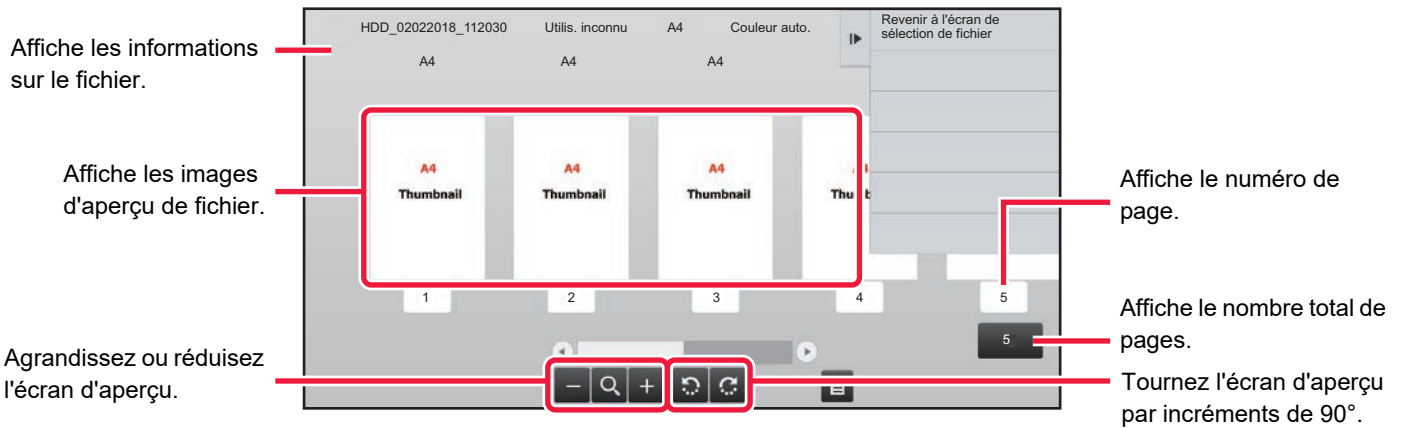 Affiche les informations
sur le fichier.
HDD_02022018_112030 Utilis. inconnu A4 Couleur auto.
Revenir à l'écran de
sélection de fichier
A4 A4 A4
Affiche les images
d'aperçu de fichier.
A4 A4 A4
Thumbnail Thumbnail Thumbnail
Affiche le numéro de
page.
1 2 3 4 5
Affiche le nombre total de
pages.
5
Agrandissez ou réduisez
l'écran d'aperçu.
Tournez l'écran d'aperçu
par incréments de 90°.